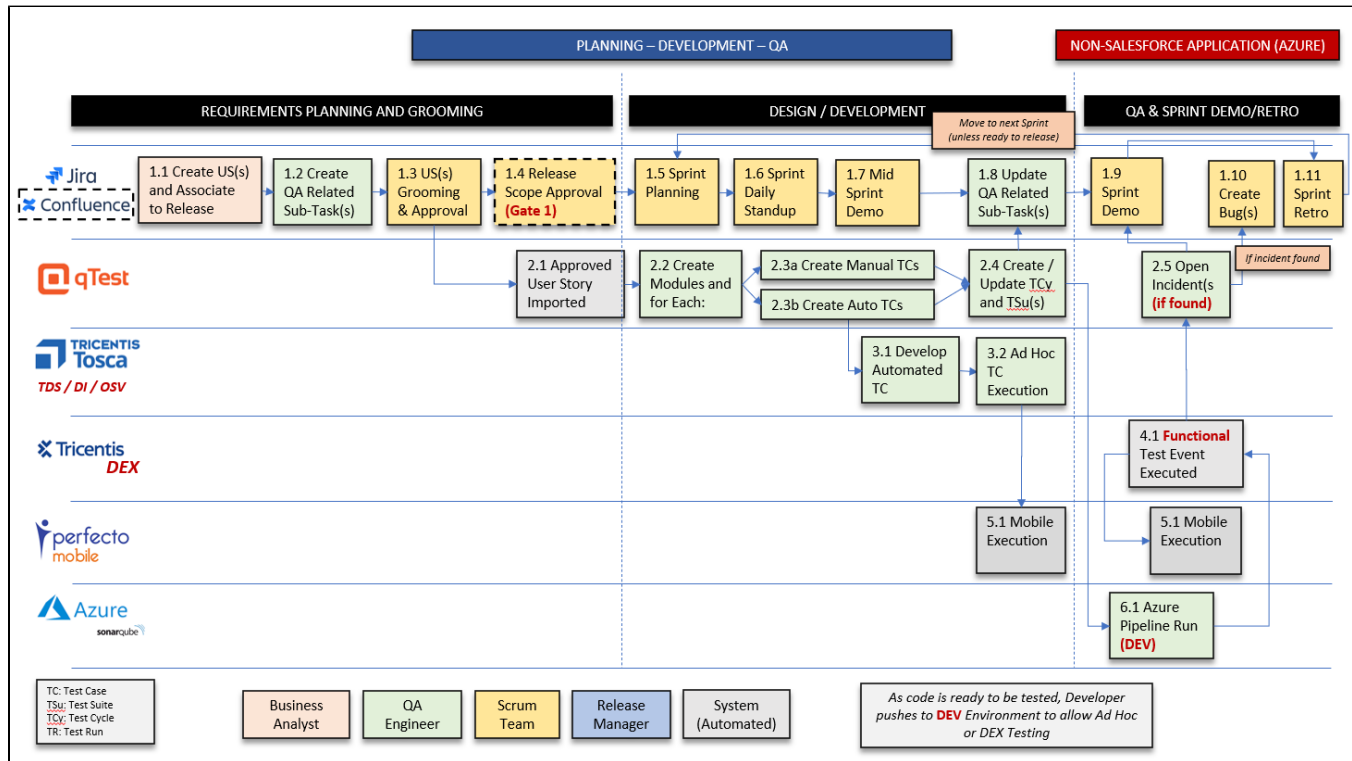 PLANNING – DEVELOPMENT – QA
NON-SALESFORCE APPLICATION (AZURE)
REQUIREMENTS PLANNING AND GROOMING
DESIGN / DEVELOPMENT
QA & SPRINT DEMO/RETRO
Move to next Sprint
(unless ready to release)
Jira
Confluence
1.1 Create US(s)
and Associate
to Release
1.2 Create
QA Related
Sub-Task(s)
1.3 US(s)
Grooming
& Approval
1.4 Release
Scope Approval
(Gate 1)
1.5 Sprint
Planning
1.6 Sprint
Daily
Standup
1.7 Mid
Sprint
Demo
1.8 Update
QA Related
Sub-Task(s)
1.9
Sprint
Demo
1.10
Create
Bug(s)
1.11
Sprint
Retro
If incident found
qTest
2.1 Approved
User Story
Imported
2.2 Create
Modules and
for Each:
2.3a Create Manual TCs
2.3b Create Auto TCs
2.4 Create /
Update TCy
and TSu(s)
2.5 Open
Incident(s
(if found)
TRICENTIS
Tosca
TDS / DI / OSV
3.1 Develop
Automated
TC
3.2 Ad Hoc
TC
Execution
Tricentis
DEX
4.1 Functional
Test Event
Executed
perfecto
mobile
5.1 Mobile
Execution
5.1 Mobile
Execution
Azure
sonarqube
6.1 Azure
Pipeline Run
(DEV)
TC: Test Case
TSu: Test Suite
TCy: Test Cycle
TR: Test Run
Business
Analyst
QA
Engineer
Scrum
Team
Release
Manager
System
(Automated)
As code is ready to be tested, Developer
pushes to DEV Environment to allow Ad Hoc
or DEX Testing